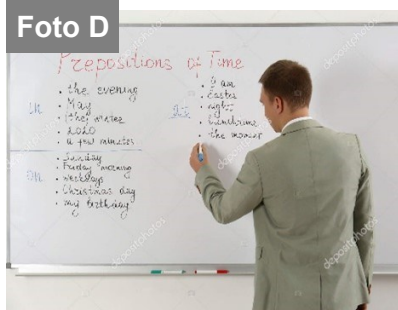 Foto D
Prepositions of Time
in
• the evening
• May
• (the) winter
• 2020
• a few minutes
on
• Sunday
• Friday morning
• weekdays
• Christmas day
• my birthday
at
• 9 am
• Easter
• night
• lunchtime
• the moment
depositphotos